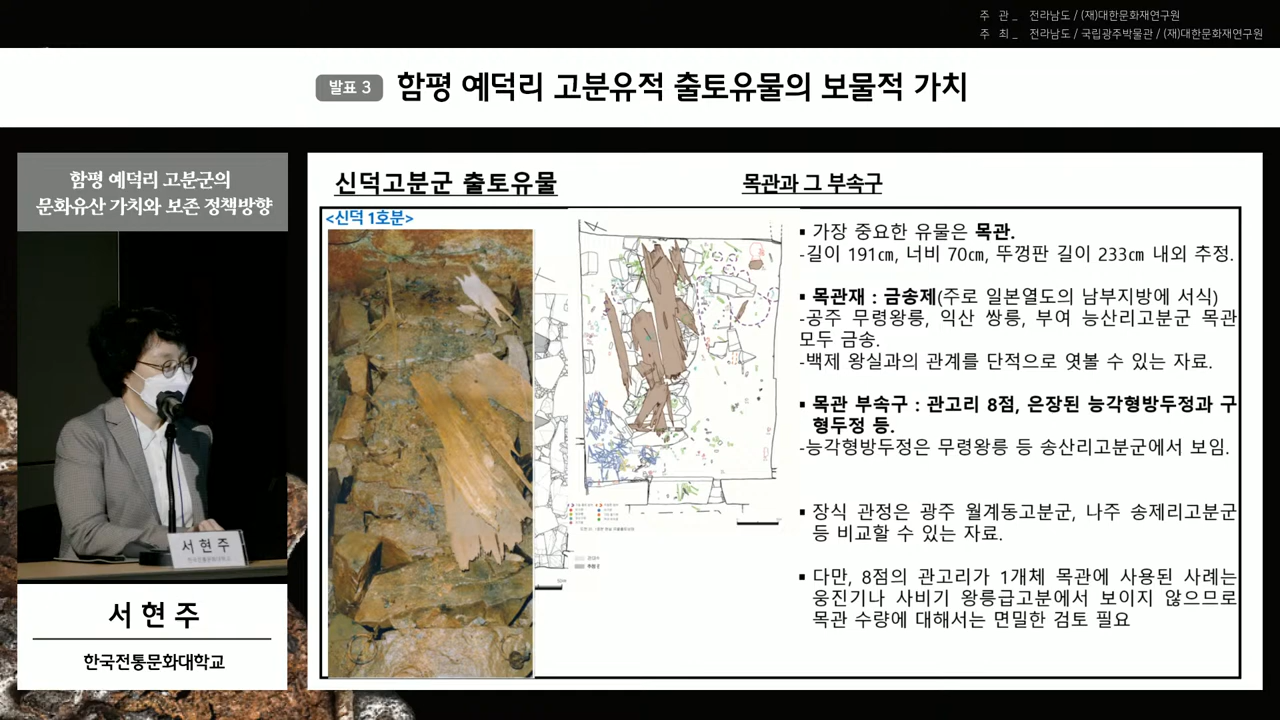 주 관 _ 전라남도 / (재)대한문화재연구원
주 최 _ 전라남도 / 국립광주박물관 / (재)대한문화재연구원
발표 3 함평 예덕리 고분유적 출토유물의 보물적 가치
함평 예덕리 고분군의
문화유산 가치와 보존 정책방향
서현주
서 현 주
한국전통문화대학교
신덕고분군 출토유물
목관과 그 부속구
<신덕 1호분>
▪ 가장 중요한 유물은 목관.
-길이 191㎝, 너비 70㎝, 뚜껑판 길이 233㎝ 내외 추정.
▪ 목관재 : 금송제(주로 일본열도의 남부지방에 서식)
-공주 무령왕릉, 익산 쌍릉, 부여 능산리고분군 목관
모두 금송.
-백제 왕실과의 관계를 단적으로 엿볼 수 있는 자료.
▪ 목관 부속구 : 관고리 8점, 은장된 능각형방두정과 구
형두정 등.
-능각형방두정은 무령왕릉 등 송산리고분군에서 보임.
▪ 장식 관정은 광주 월계동고분군, 나주 송제리고분군
등 비교할 수 있는 자료.
▪ 다만, 8점의 관고리가 1개체 목관에 사용된 사례는
웅진기나 사비기 왕릉급고분에서 보이지 않으므로
목관 수량에 대해서는 면밀한 검토 필요